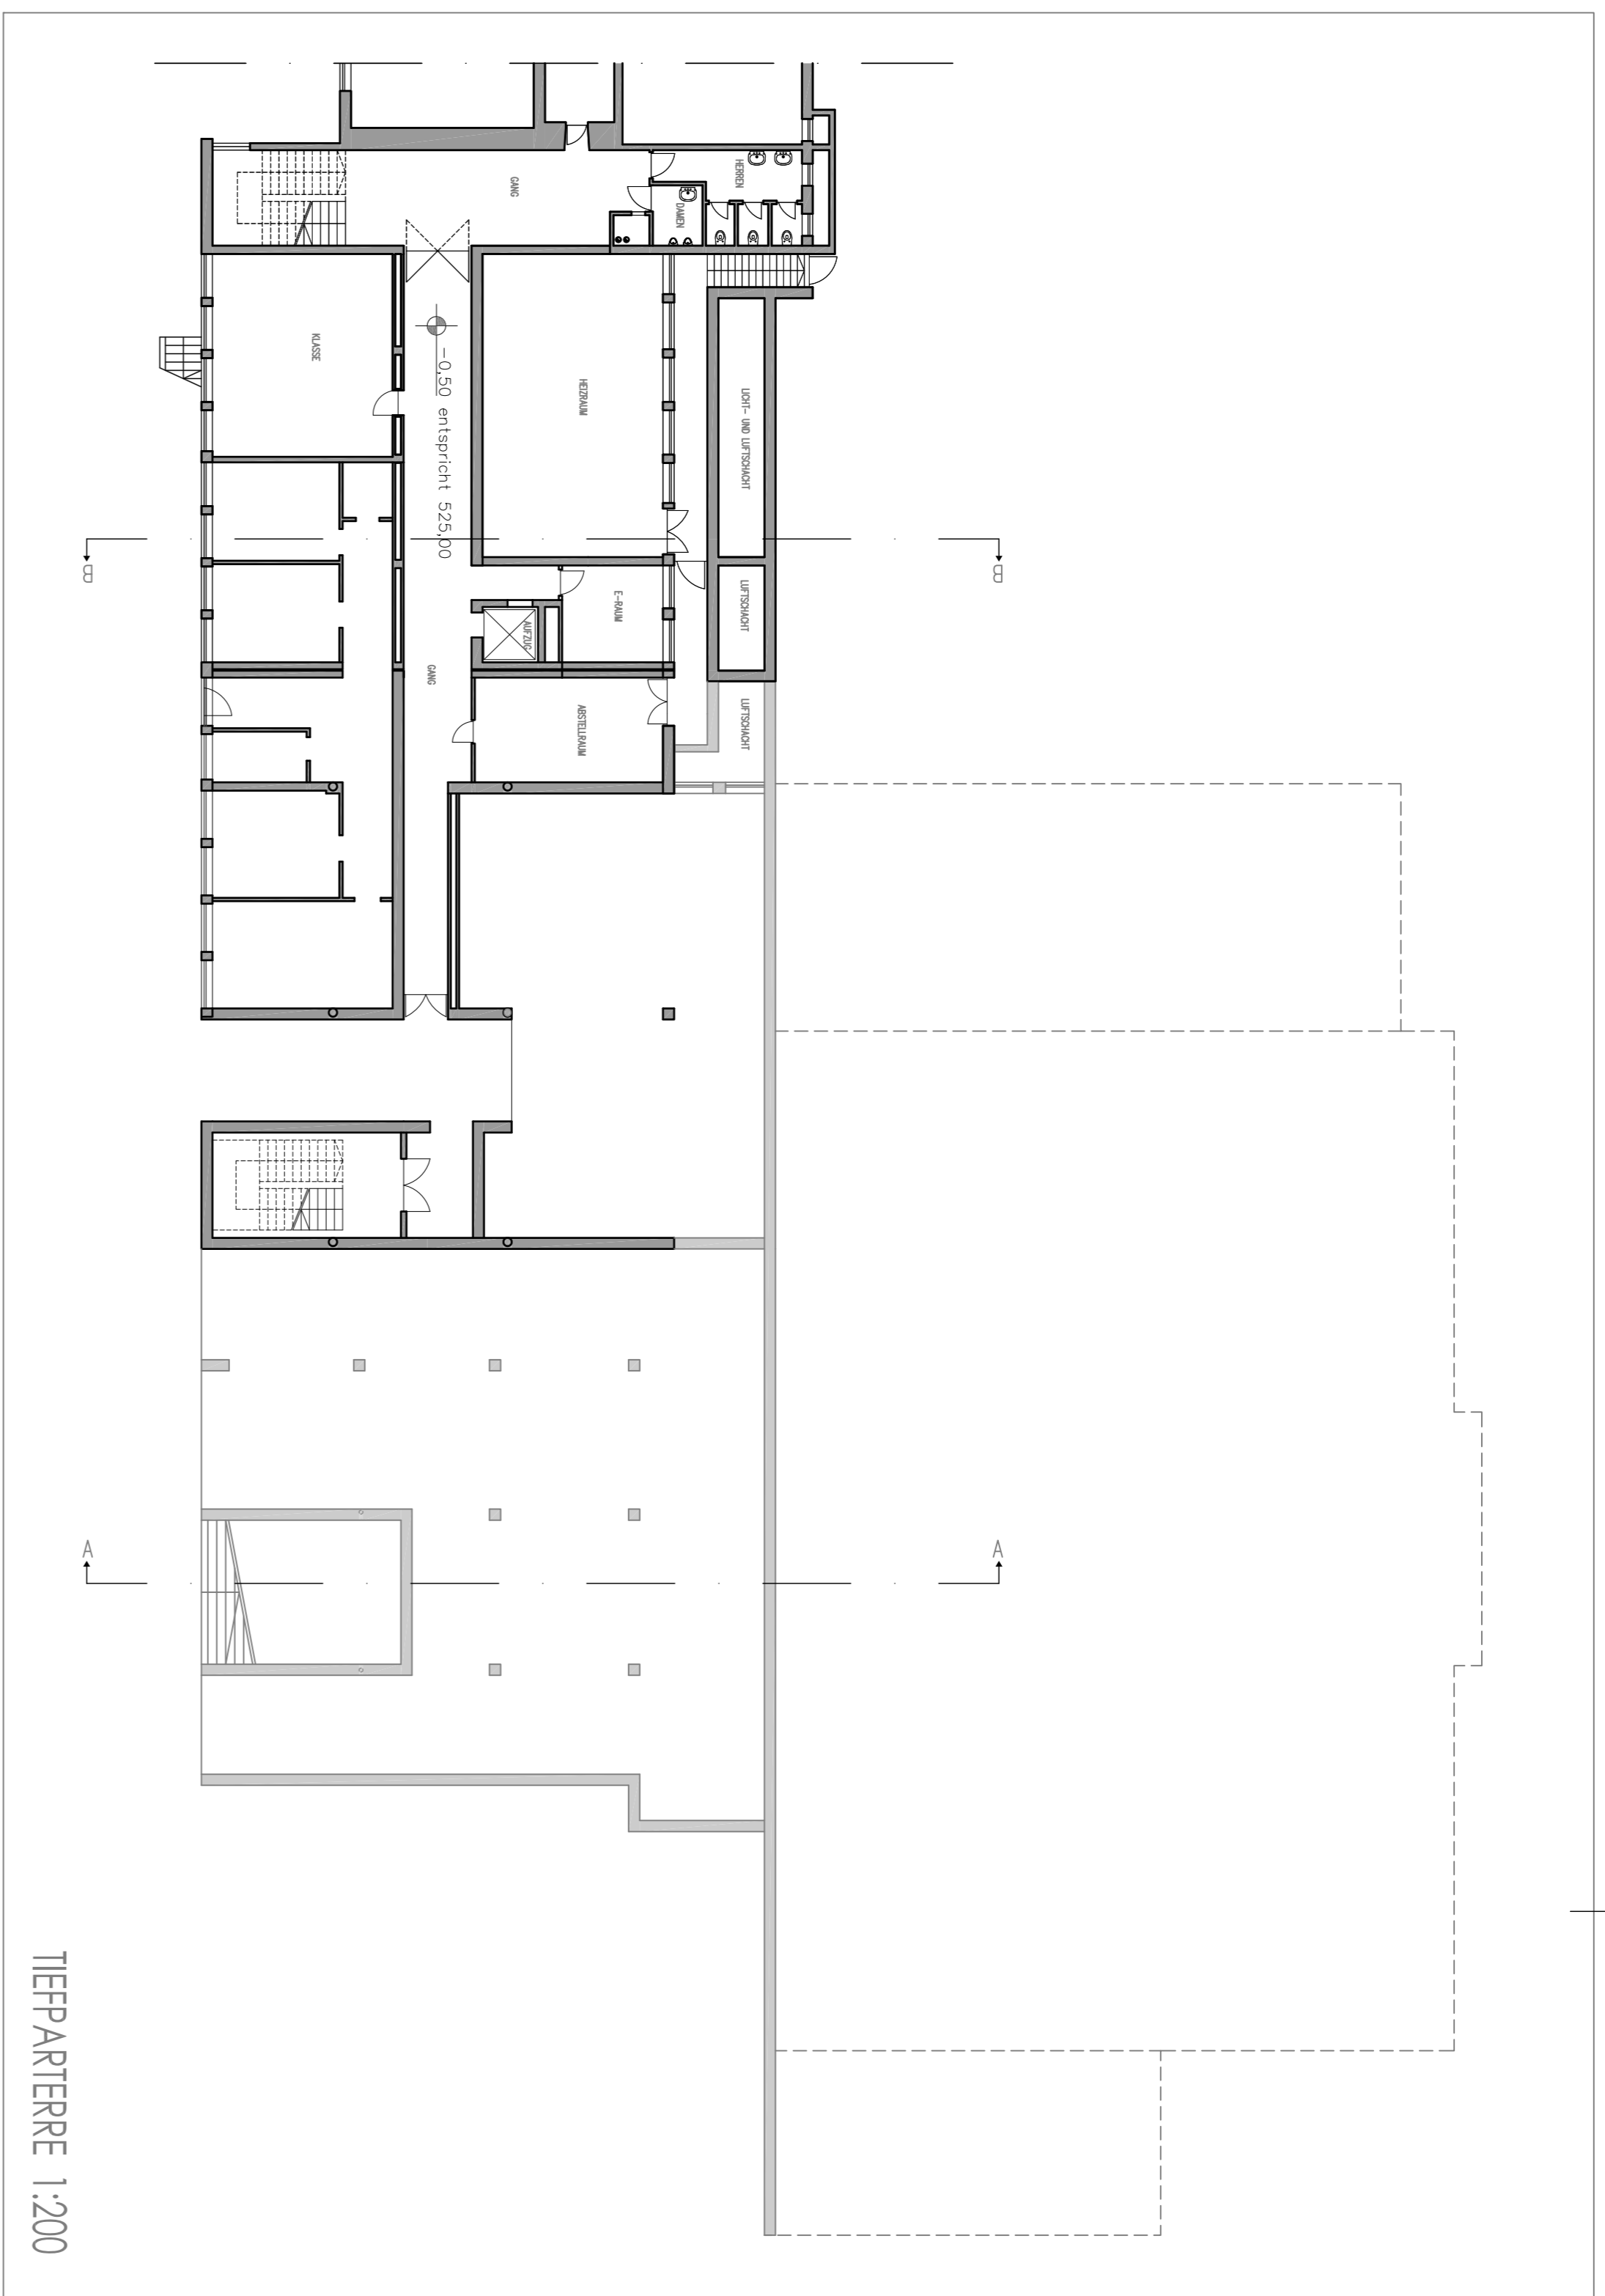 HERREN
DAMEN
GANG
KLASSE
-0,50 entspricht 525,00
HEIZRAUM
LICHT- UND LUFTSCHACHT
B
B
LUFTSCHACHT
E-RAUM
AUFZUG
GANG
ABSTELLRAUM
LUFTSCHACHT
A
A
TIEFPARTERRE 1:200